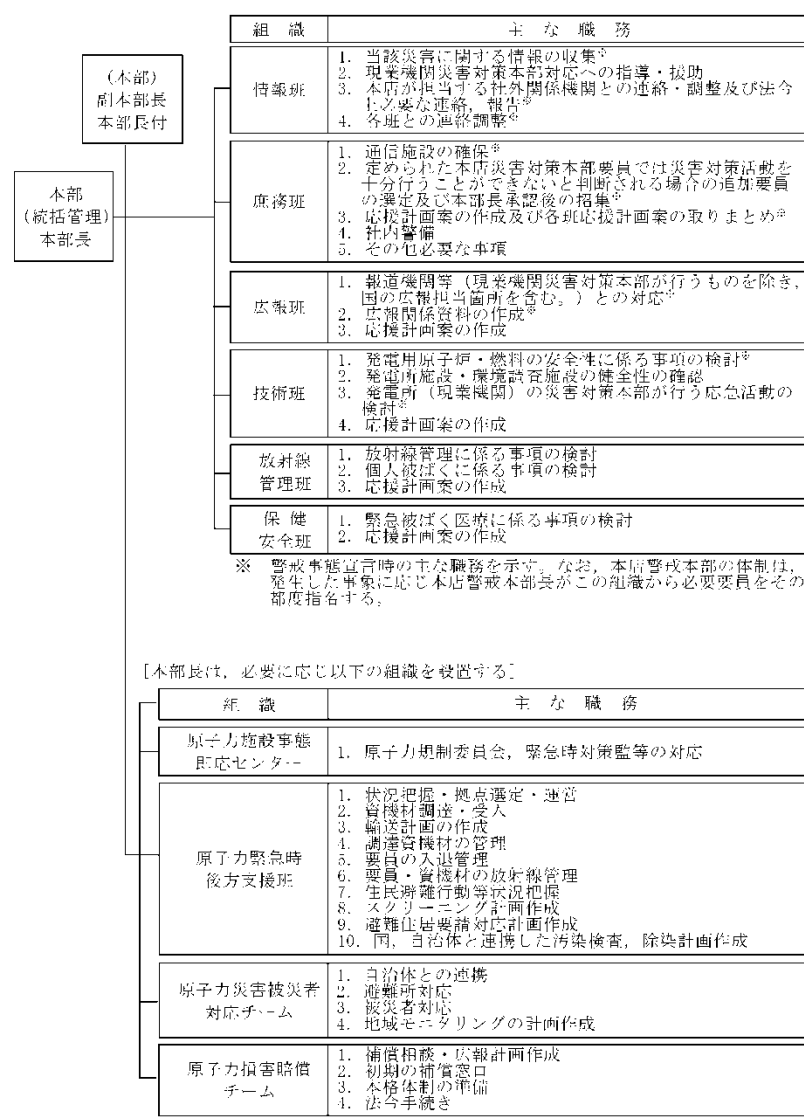 組 織 主 な 職 務
(本部)
副本部長
本部長付
本部
(統括管理)
本部長
情報班
1. 当該災害に関する情報の収集※
2. 現業機関災害対策本部対応への指導・援助
3. 本店が担当する社外関係機関との連絡・調整及び法令
上必要な連絡,報告※
4. 各班との連絡調整※
庶務班
1. 通信施設の確保※
2. 定められた本店災害対策本部要員では災害対策活動を
十分行うことができないと判断される場合の追加要員
の選定及び本部長承認後の招集※
3. 応援計画案の作成及び各班応援計画案の取りまとめ※
4. 社内警備
5. その他必要な事項
広報班
1. 報道機関等(現業機関災害対策本部が行うものを除き,
国の広報担当箇所を含む。)との対応※
2. 広報関係資料の作成※
3. 応援計画案の作成
技術班
1. 発電用原子炉・燃料の安全性に係る事項の検討※
2. 発電所施設・環境調査施設の健全性の確認
3. 発電所(現業機関)の災害対策本部が行う応急活動の
検討※
4. 応援計画案の作成
放射線
管理班
1. 放射線管理に係る事項の検討
2. 個人被ばくに係る事項の検討
3. 応援計画案の作成
保 健
安全班
1. 緊急被ばく医療に係る事項の検討
2. 応援計画案の作成
※ 警戒事態宣言時の主な職務を示す。なお,本店警戒本部の体制は,
発生した事象に応じ本店警戒本部長がこの組織から必要要員をその
都度指名する。
[本部長は,必要に応じ以下の組織を設置する]
組 織 主 な 職 務
原子力施設事態
即応センター
1. 原子力規制委員会,緊急時対策監等の対応
原子力緊急時
後方支援班
1. 状況把握・拠点選定・運営
2. 資機材調達・受入
3. 輸送計画の作成
4. 調達資機材の管理
5. 要員の入退管理
6. 要員・資機材の放射線管理
7. 住民避難行動等状況把握
8. スクリーニング計画作成
9. 避難住居要請対応計画作成
10. 国,自治体と連携した汚染検査,除染計画作成
原子力災害被災者
対応チーム
1. 自治体との連携
2. 避難所対応
3. 被災者対応
4. 地域モニタリングの計画作成
原子力損害賠償
チーム
1. 補償相談・広報計画作成
2. 初期の補償窓口
3. 本格体制の準備
4. 法令手続き